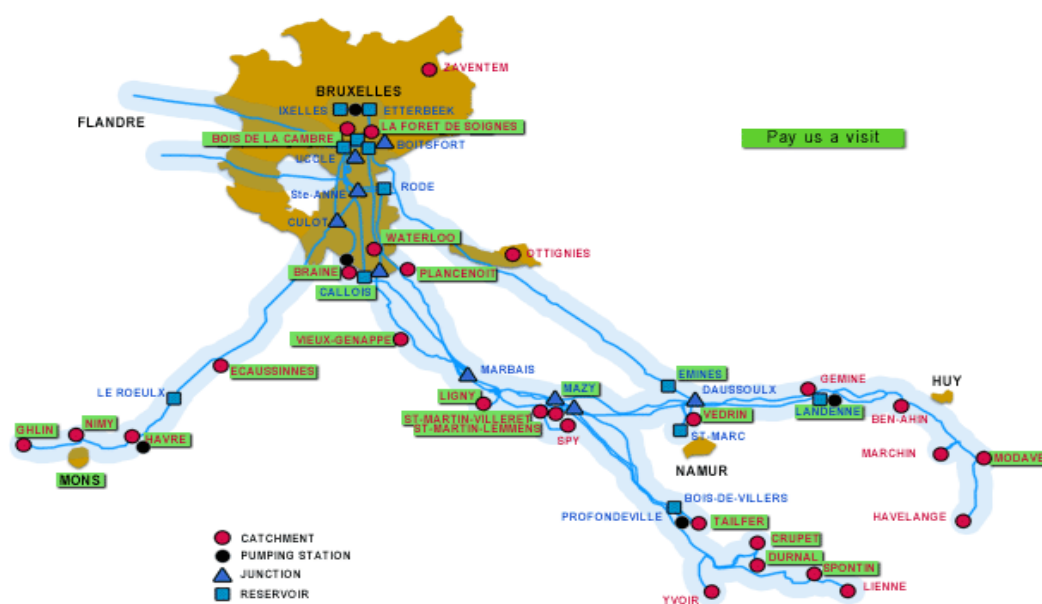 ZAVENTEM
BRUXELLES
IXELLES
ETTERBEEK
FLANDRE
LA FORET DE SOIGNES
BOIS DE LA CAMBRE
BOITSFORT
Pay us a visit
UCCLE
RODE
Ste-ANNE
CULOT
WATERLOO
OTTIGNIES
BRAINE
PLANCENOIT
CALLOIS
VIEUX-GENAPPE
MARBAIS
ECAUSSINNES
EMINES
GEMINE
HUY
LE ROEULX
LIGNY
MAZY
DAUSSOULX
LANDENNE
ST-MARTIN-VILLERET
VEDRIN
BEN-AHIN
NIMY
ST-MARTIN-LEMMENS
GHLIN
HAVRE
SPY
ST-MARC
MARCHIN
MODAVE
NAMUR
MONS
BOIS-DE-VILLERS
PROFONDEVILLE
TAILFER
HAVELANGE
CATCHMENT
CRUPET
PUMPING STATION
DURNAL
JUNCTION
SPONTIN
RESERVOIR
YVOIR
LIENNE